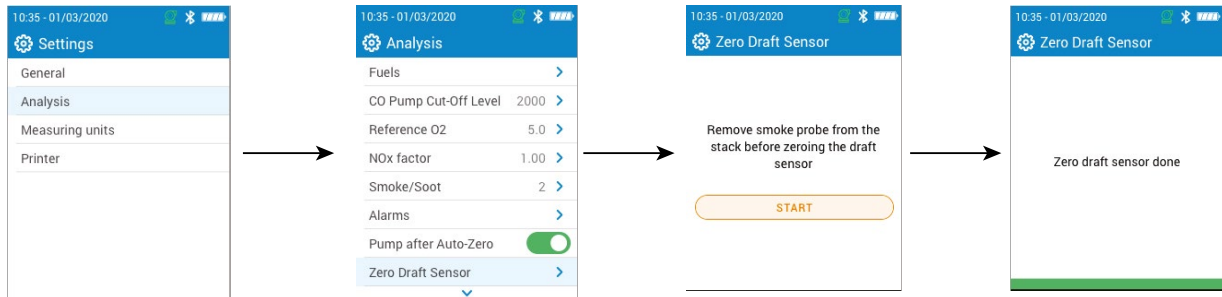 10:35 - 01/03/2020
Settings
General
Analysis
Measuring units
Printer
10:35 - 01/03/2020
Analysis
Fuels
CO Pump Cut-Off Level 2000
Reference O2 5.0
NOx factor 1.00
Smoke/Soot 2
Alarms
Pump after Auto-Zero
Zero Draft Sensor
10:35 - 01/03/2020
Zero Draft Sensor
Remove smoke probe from the
stack before zeroing the draft
sensor
START
10:35 - 01/03/2020
Zero Draft Sensor
Zero draft sensor done